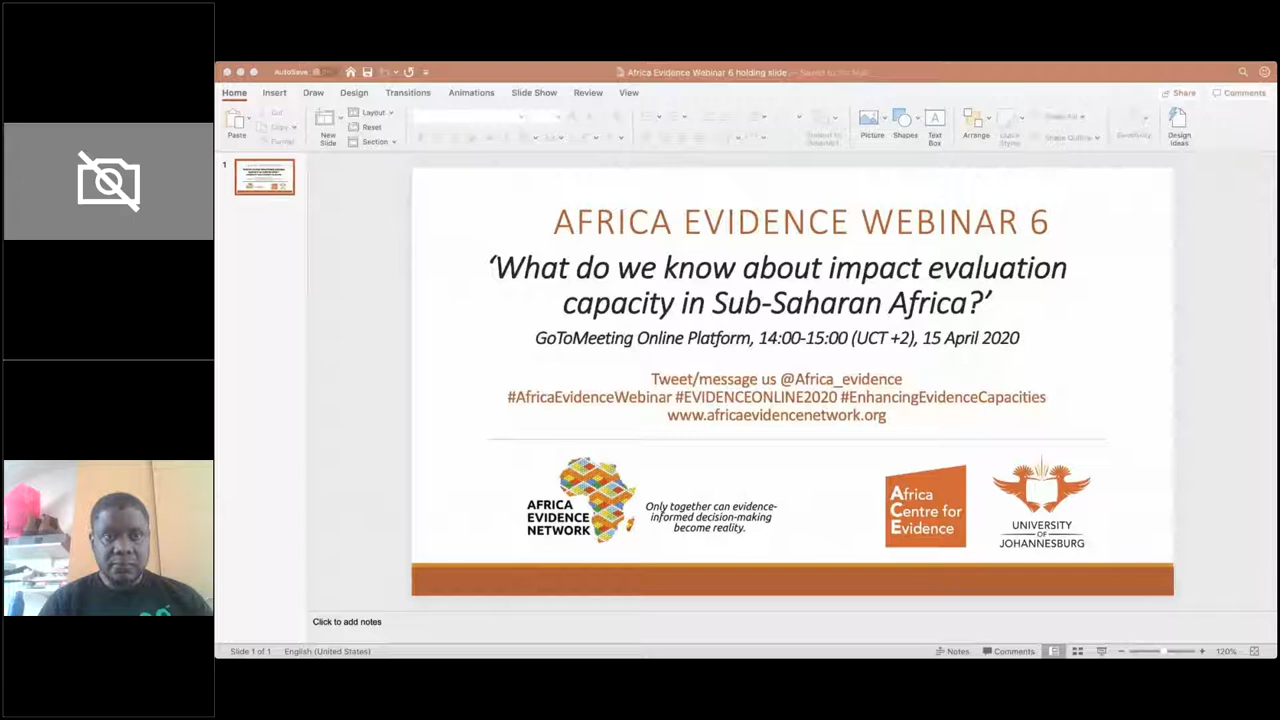 AutoSave
Africa Evidence Webinar 6 holding slide
Home Insert Draw Design Transitions Animations Slide Show Review View Share Comments
Paste
Cut
Copy
Format
New Slide
Layout
Reset
Section
Picture
Shapes
Text Box
Arrange
Quick Styles
Shape Fill
Shape Outline
Sensitivity
Design Ideas
1
AFRICA EVIDENCE WEBINAR 6
‘What do we know about impact evaluation
capacity in Sub-Saharan Africa?’
GoToMeeting Online Platform, 14:00-15:00 (UCT +2), 15 April 2020
Tweet/message us @Africa_evidence
#AfricaEvidenceWebinar #EVIDENCEONLINE2020 #EnhancingEvidenceCapacities
www.africaevidencenetwork.org
AFRICA
EVIDENCE
NETWORK
Only together can evidence-
informed decision-making
become reality.
Africa
Centre for
Evidence
UNIVERSITY
OF
JOHANNESBURG
Click to add notes
Slide 1 of 1 English (United States) Notes Comments 120%